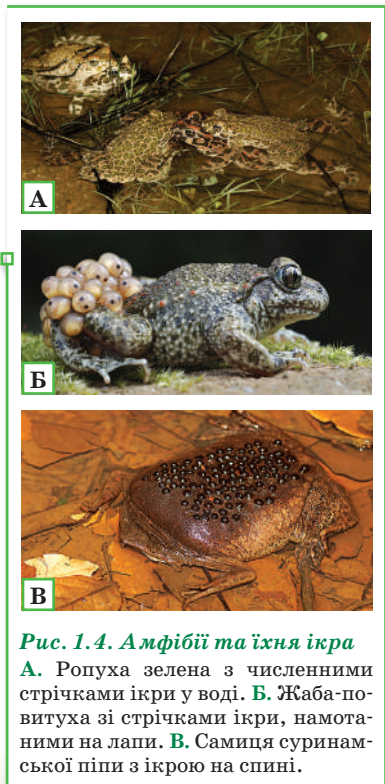 А
Б
В
Рис. 1.4. Амфібії та їхня ікра
А. Ропуха зелена з численними
стрічками ікри у воді. Б. Жаба-по-
витуха зі стрічками ікри, намота-
ними на лапи. В. Самиця суринам-
ської піпи з ікрою на спині.